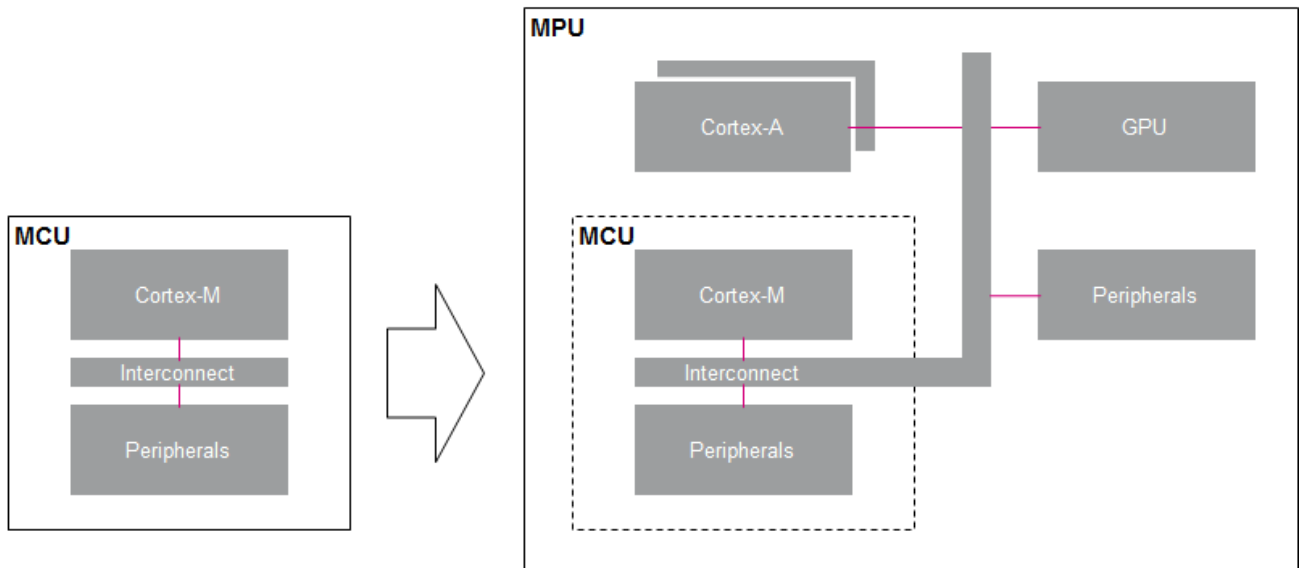 MCU
Cortex-M
Interconnect
Peripherals
MPU
Cortex-A
GPU
MCU
Cortex-M
Interconnect
Peripherals
Peripherals